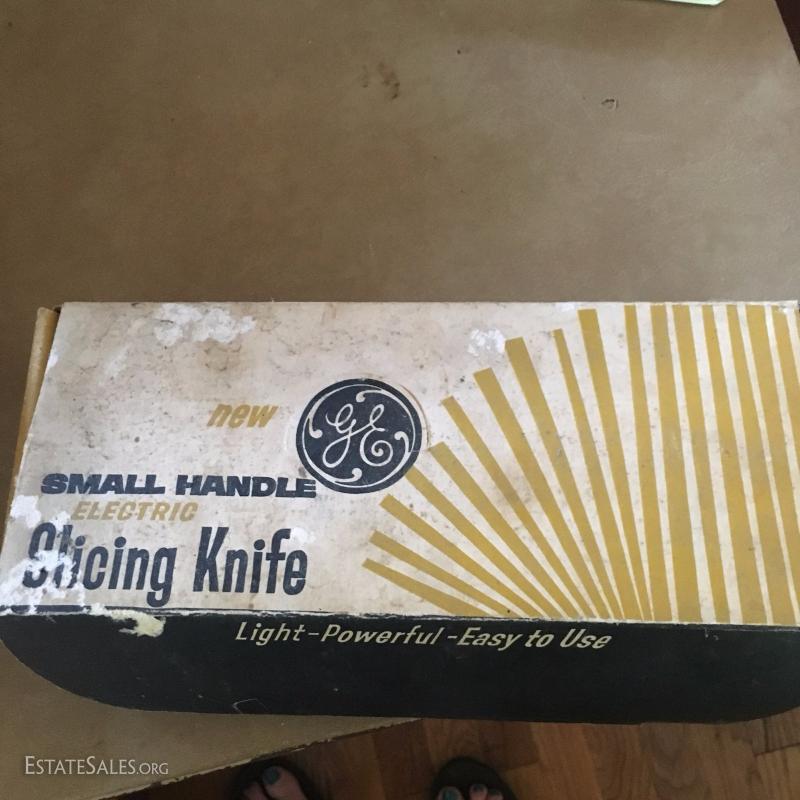 new
GE
SMALL HANDLE
ELECTRIC
Slicing Knife
Light-Powerful-Easy to Use
ESTATESALES.ORG